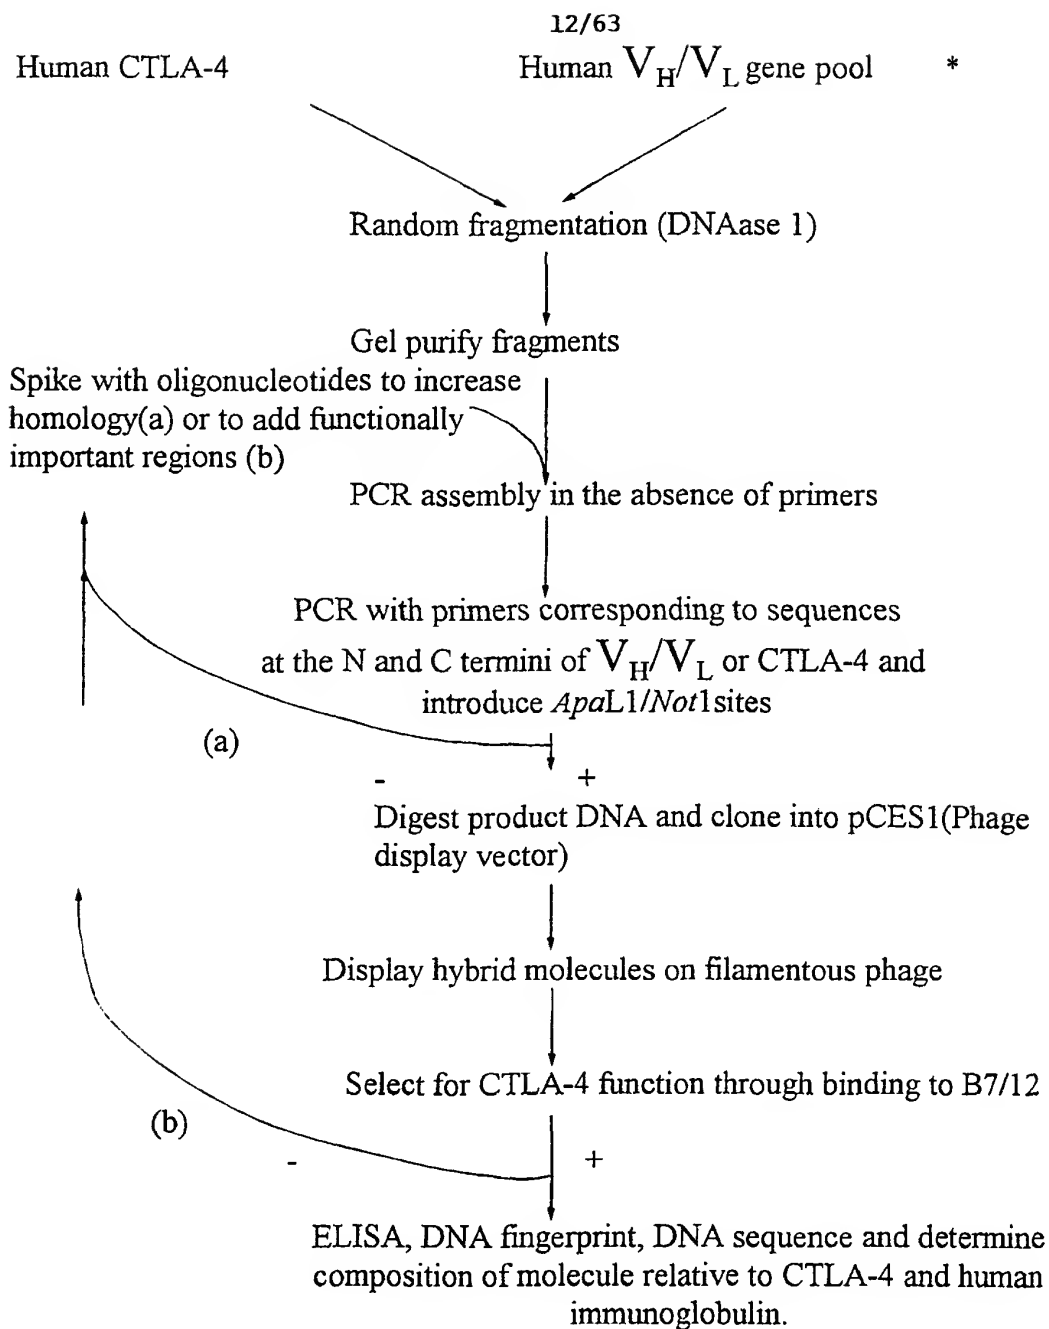 12/63
Human CTLA-4
Human VH/VL gene pool *
Random fragmentation (DNAase 1)
Gel purify fragments
Spike with oligonucleotides to increase
homology(a) or to add functionally
important regions (b)
PCR assembly in the absence of primers
PCR with primers corresponding to sequences
at the N and C termini of VH/VL or CTLA-4 and
introduce ApaL1/Not1sites
(a)
- +
Digest product DNA and clone into pCES1(Phage
display vector)
Display hybrid molecules on filamentous phage
Select for CTLA-4 function through binding to B7/12
(b)
- +
ELISA, DNA fingerprint, DNA sequence and determine
composition of molecule relative to CTLA-4 and human
immunoglobulin.